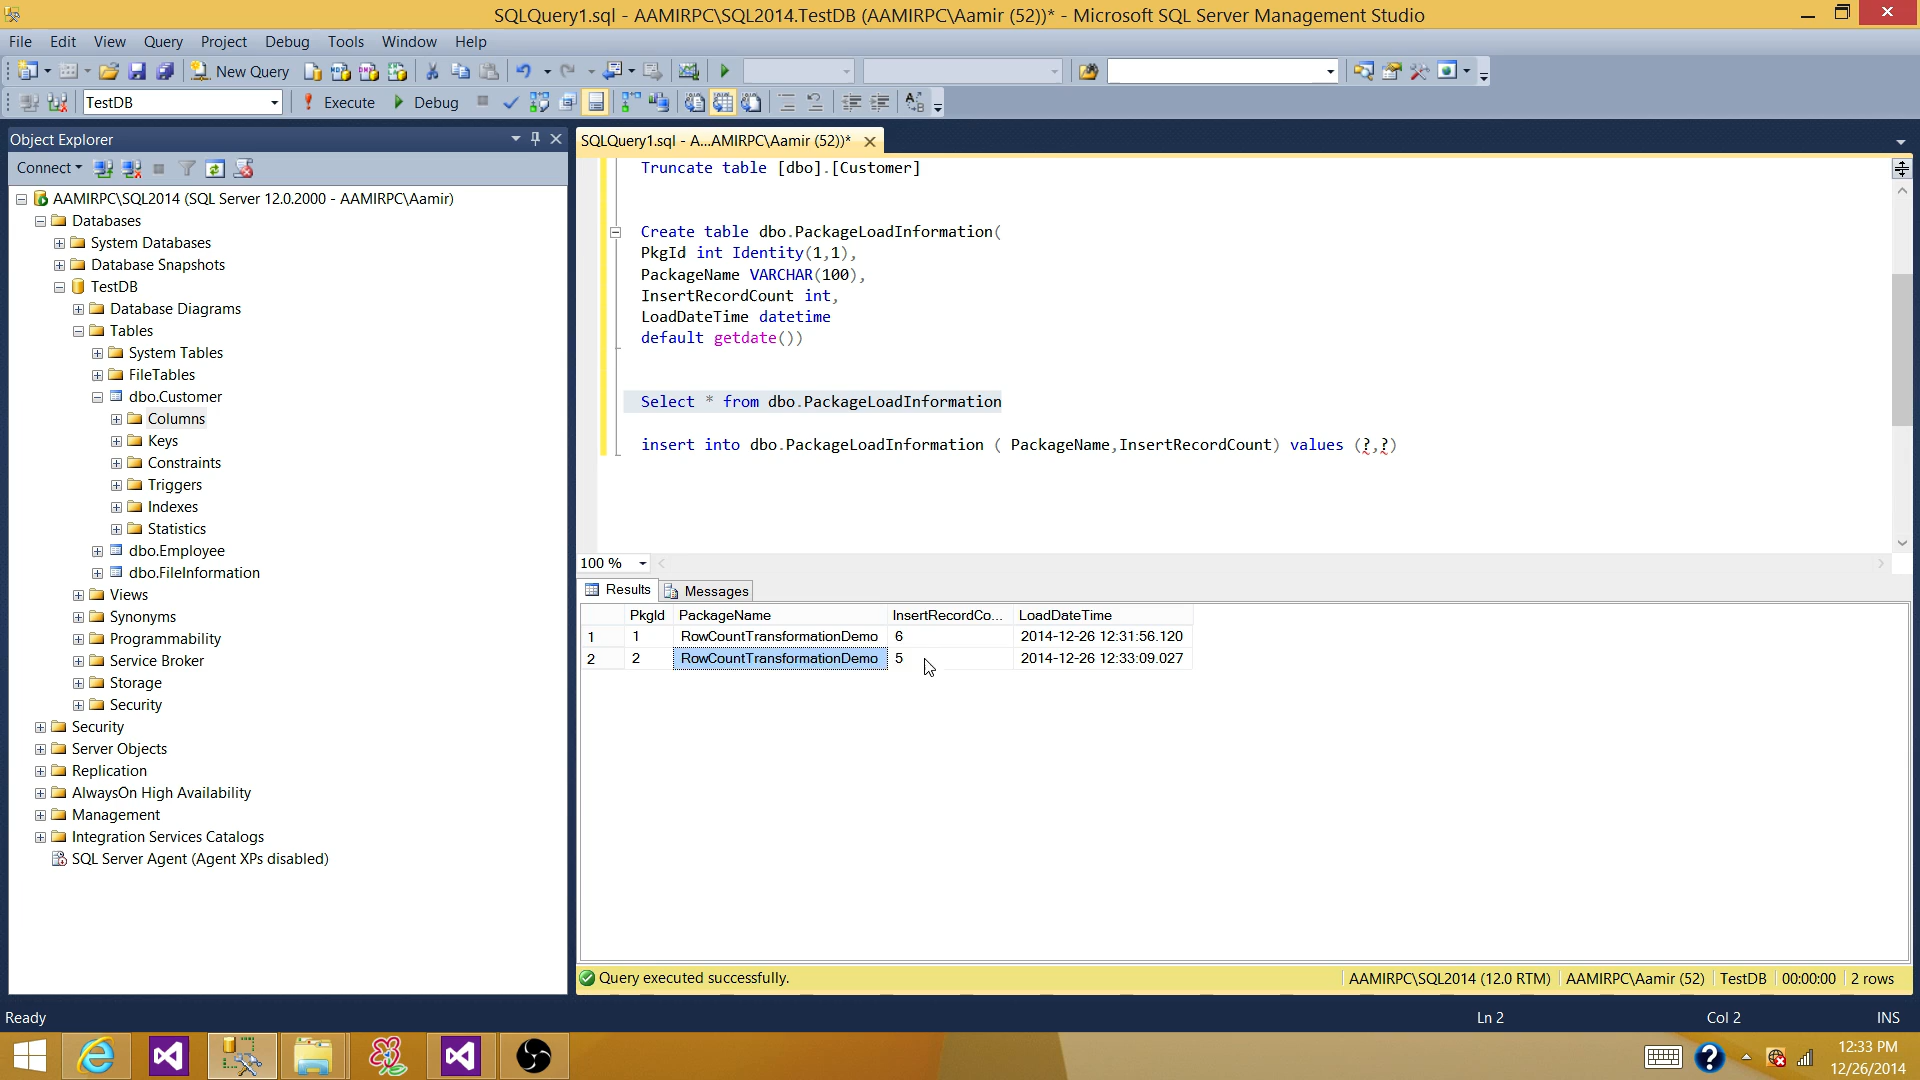 SQLQuery1.sql - AAMIRPC\SQL2014.TestDB (AAMIRPC\Aamir (52))* - Microsoft SQL Server Management Studio
File Edit View Query Project Debug Tools Window Help
New Query
TestDB Execute Debug
Object Explorer
Connect
AAMIRPC\SQL2014 (SQL Server 12.0.2000 - AAMIRPC\Aamir)
Databases
System Databases
Database Snapshots
TestDB
Database Diagrams
Tables
System Tables
FileTables
dbo.Customer
Columns
Keys
Constraints
Triggers
Indexes
Statistics
dbo.Employee
dbo.FileInformation
Views
Synonyms
Programmability
Service Broker
Storage
Security
Security
Server Objects
Replication
AlwaysOn High Availability
Management
Integration Services Catalogs
SQL Server Agent (Agent XPs disabled)
SQLQuery1.sql - A...AMIRPC\Aamir (52))*
Truncate table [dbo].[Customer]
Create table dbo.PackageLoadInformation(
PkgId int Identity(1,1),
PackageName VARCHAR(100),
InsertRecordCount int,
LoadDateTime datetime
default getdate())
Select * from dbo.PackageLoadInformation
insert into dbo.PackageLoadInformation ( PackageName,InsertRecordCount) values (?,?)
100 %
Results Messages
PkgId PackageName InsertRecordCo... LoadDateTime
1 1 RowCountTransformationDemo 6 2014-12-26 12:31:56.120
2 2 RowCountTransformationDemo 5 2014-12-26 12:33:09.027
Query executed successfully. AAMIRPC\SQL2014 (12.0 RTM) AAMIRPC\Aamir (52) TestDB 00:00:00 2 rows
Ready Ln 2 Col 2 INS
12:33 PM
12/26/2014